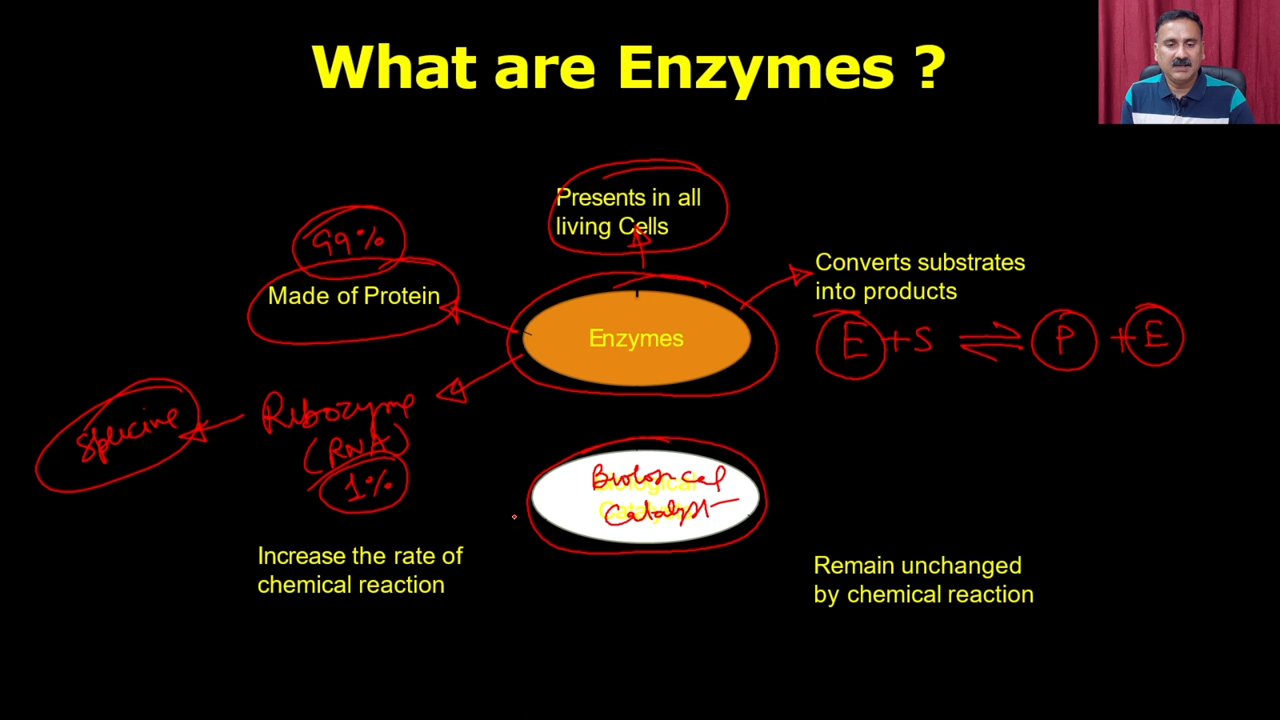 What are Enzymes ?
Presents in all
living Cells
99%
Made of Protein
Converts substrates
into products
Enzymes
E + S ⇌ P + E
Ribozyme
(RNA)
1%
Biological
Catalyst
Increase the rate of
chemical reaction
Remain unchanged
by chemical reaction